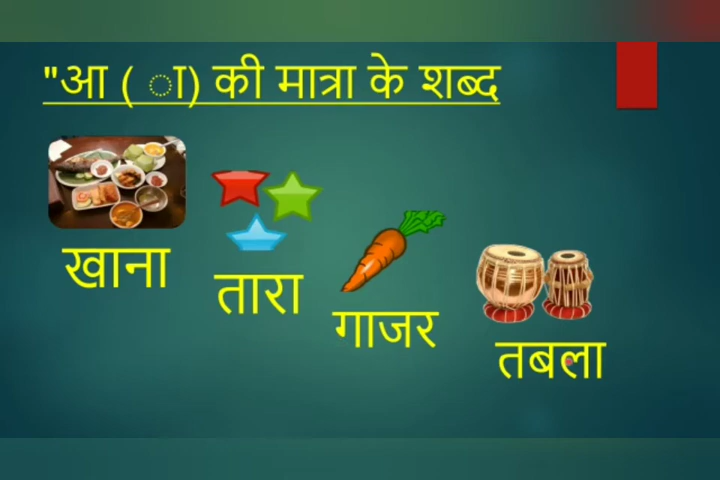 "आ ( ा) की मात्रा के शब्द
खाना
तारा
गाजर
तबला